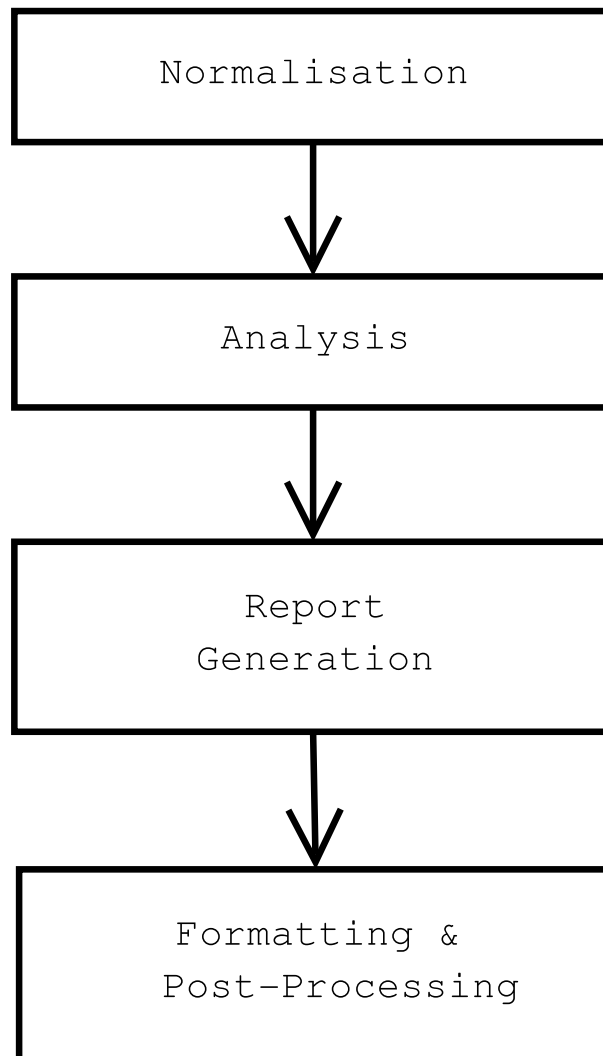 Normalisation
Analysis
Report
Generation
Formatting &
Post-Processing